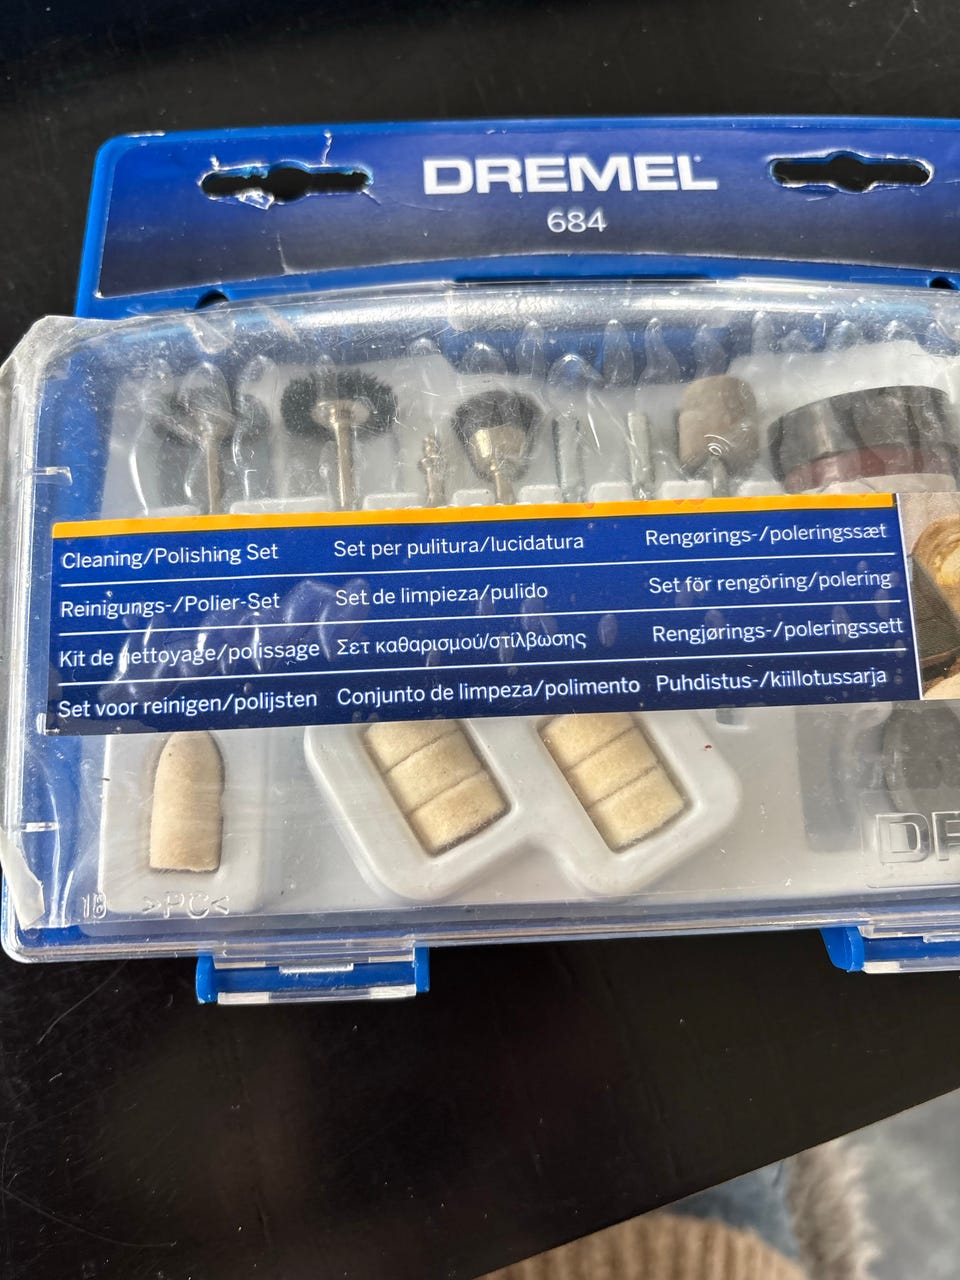 DREMEL
684
Cleaning/Polishing Set
Reinigungs-/Polier-Set
Kit de nettoyage/polissage
Set voor reinigen/polijsten
Set per pulitura/lucidatura
Set de limpieza/pulido
Σετ καθαρισμού/στίλβωσης
Conjunto de limpeza/polimento
Rengørings-/poleringssæt
Set för rengöring/polering
Rengjørings-/poleringssett
Puhdistus-/kiillotussarja
18 >PC<